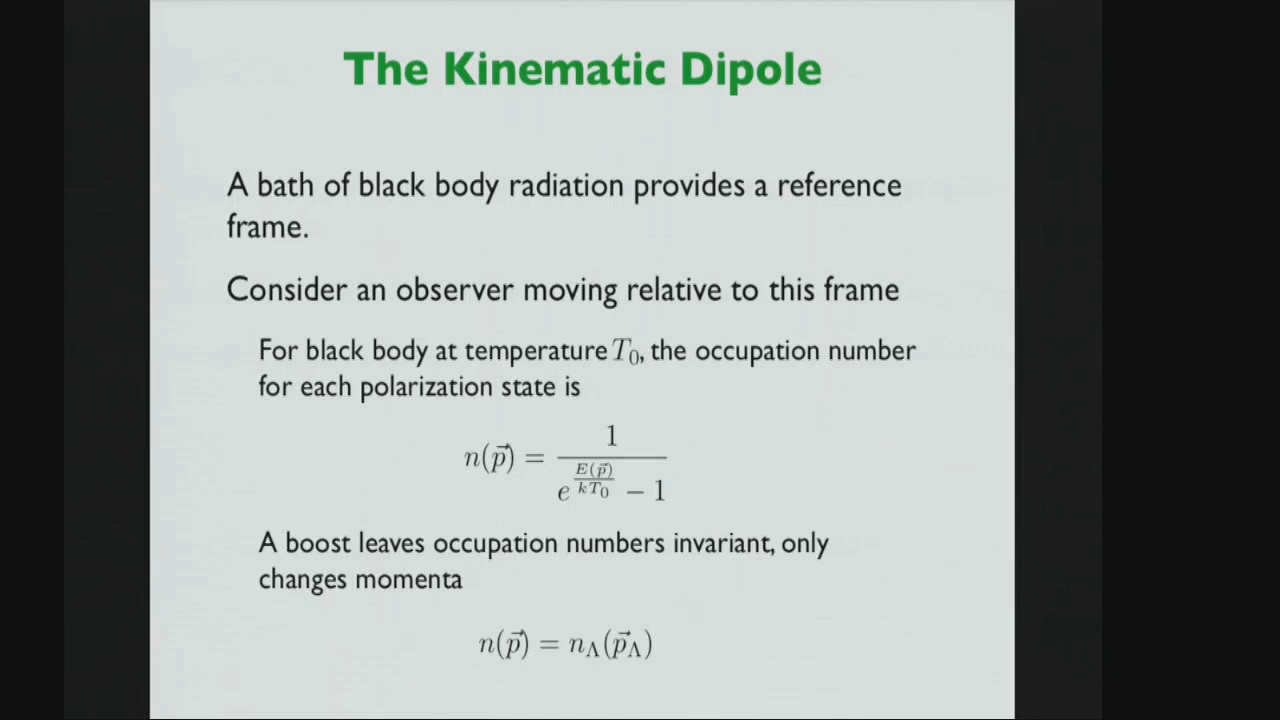 The Kinematic Dipole
A bath of black body radiation provides a reference
frame.
Consider an observer moving relative to this frame
For black body at temperature T₀, the occupation number
for each polarization state is
n(p⃗) = 1 / (e^{E(p⃗)/(kT₀)} − 1)
A boost leaves occupation numbers invariant, only
changes momenta
n(p⃗) = n_Λ(p⃗_Λ)